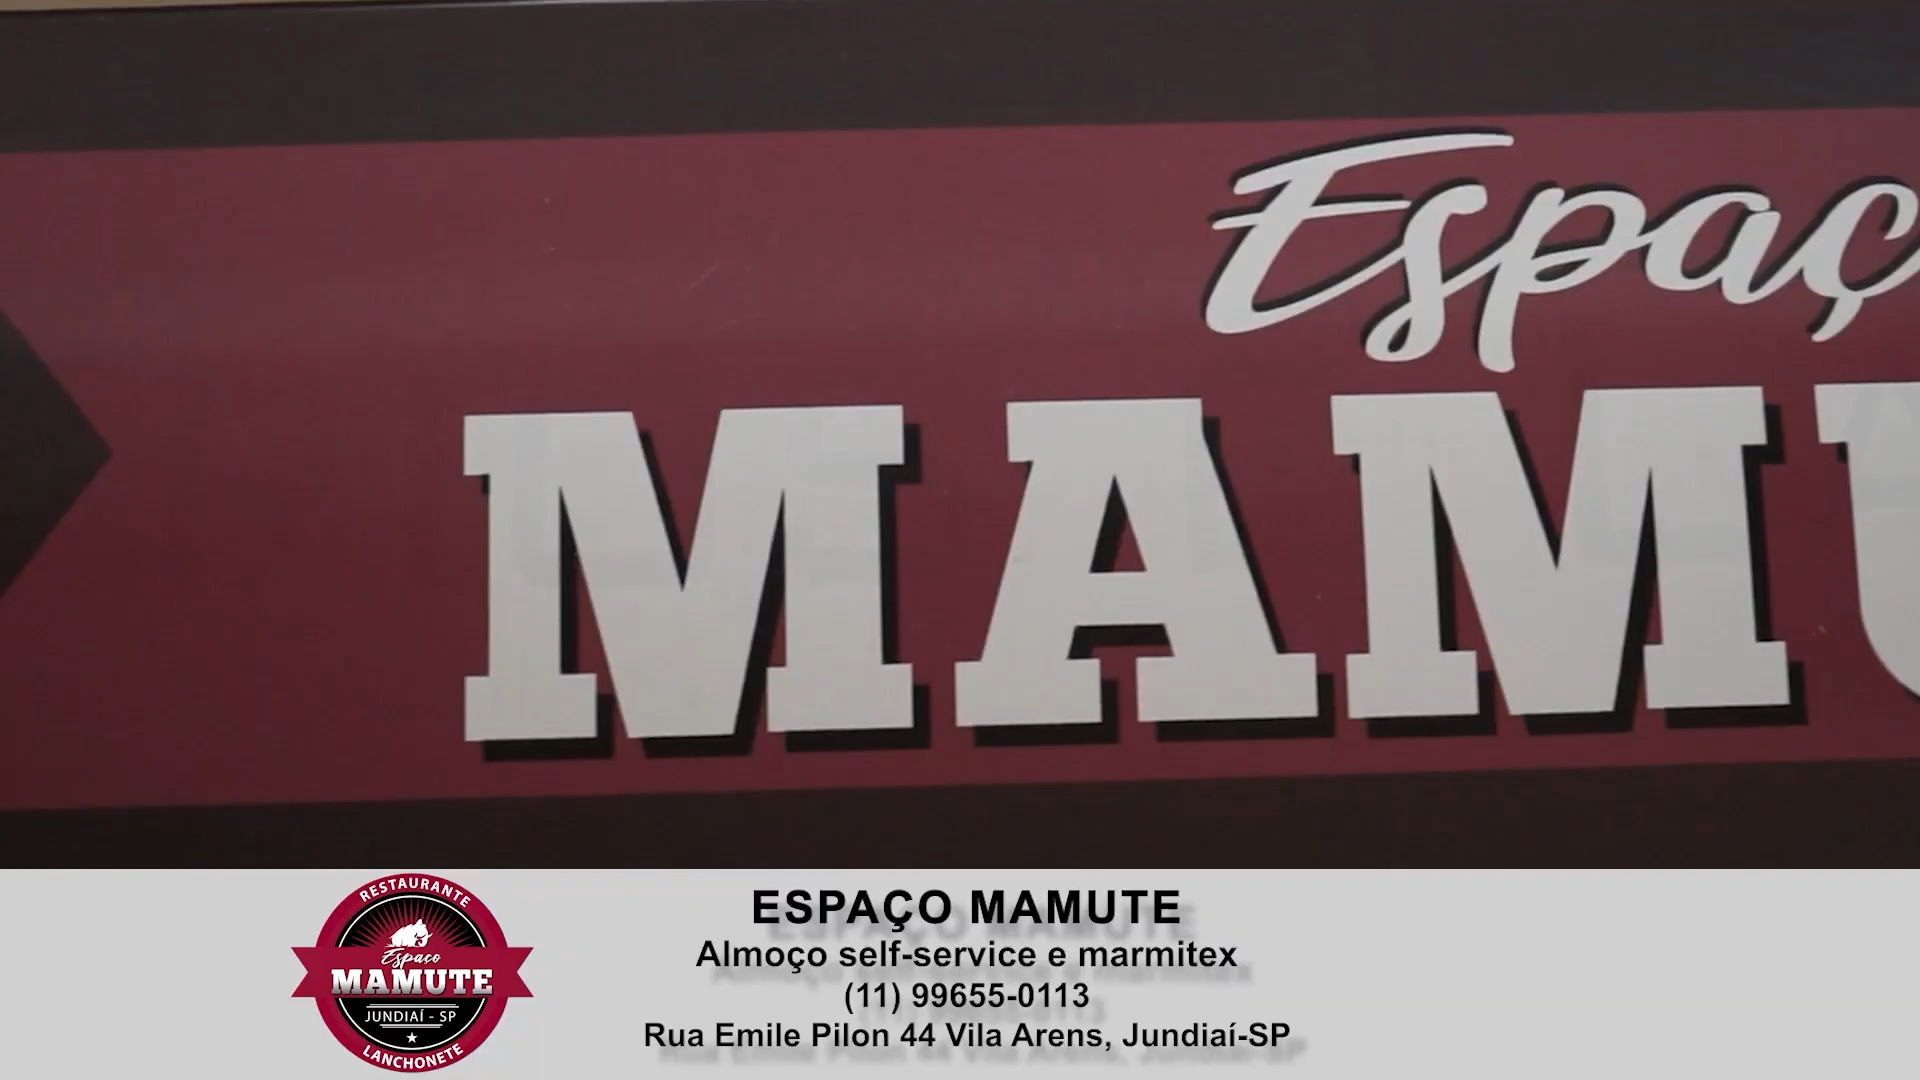 Espaç
MAMU
RESTAURANTE
Espaço
MAMUTE
JUNDIAÍ - SP
LANCHONETE
ESPAÇO MAMUTE
Almoço self-service e marmitex
(11) 99655-0113
Rua Emile Pilon 44 Vila Arens, Jundiaí-SP